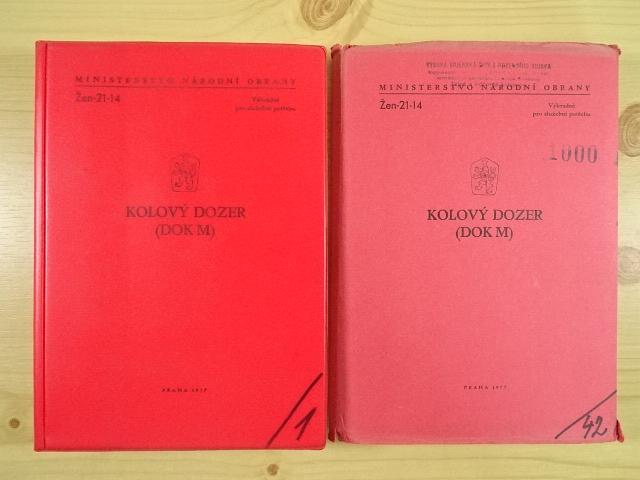 MINISTERSTVO NÁRODNÍ OBRANY
Žen-21-14
Výhradně
pro služební potřebu
KOLOVÝ DOZER
(DOK M)
PRAHA 1977
/1
MINISTERSTVO NÁRODNÍ OBRANY
Žen-21-14
Výhradně
pro služební potřebu
1000
KOLOVÝ DOZER
(DOK M)
PRAHA 1977
/42